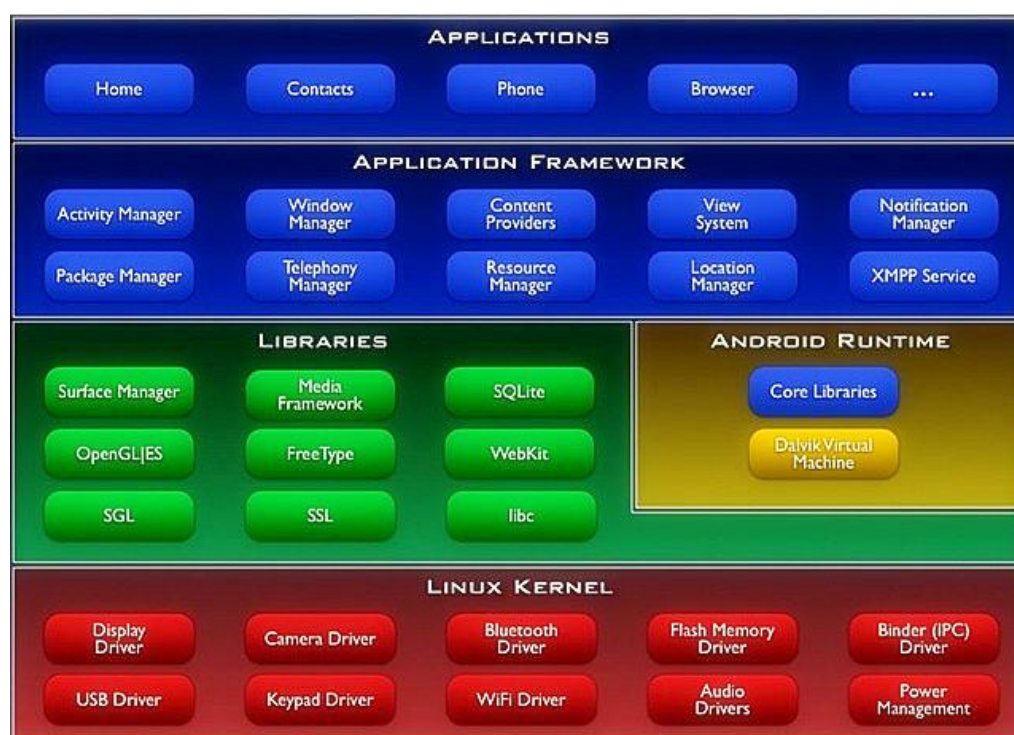 APPLICATIONS
Home Contacts Phone Browser ...
APPLICATION FRAMEWORK
Activity Manager
Window
Manager
Content
Providers
View
System
Notification
Manager
Package Manager
Telephony
Manager
Resource
Manager
Location
Manager
XMPP Service
LIBRARIES
Surface Manager
Media
Framework
SQLite
OpenGL|ES
FreeType
WebKit
SGL
SSL
libc
ANDROID RUNTIME
Core Libraries
Dalvik Virtual
Machine
LINUX KERNEL
Display
Driver
Camera Driver
Bluetooth
Driver
Flash Memory
Driver
Binder (IPC)
Driver
USB Driver
Keypad Driver
WiFi Driver
Audio
Drivers
Power
Management